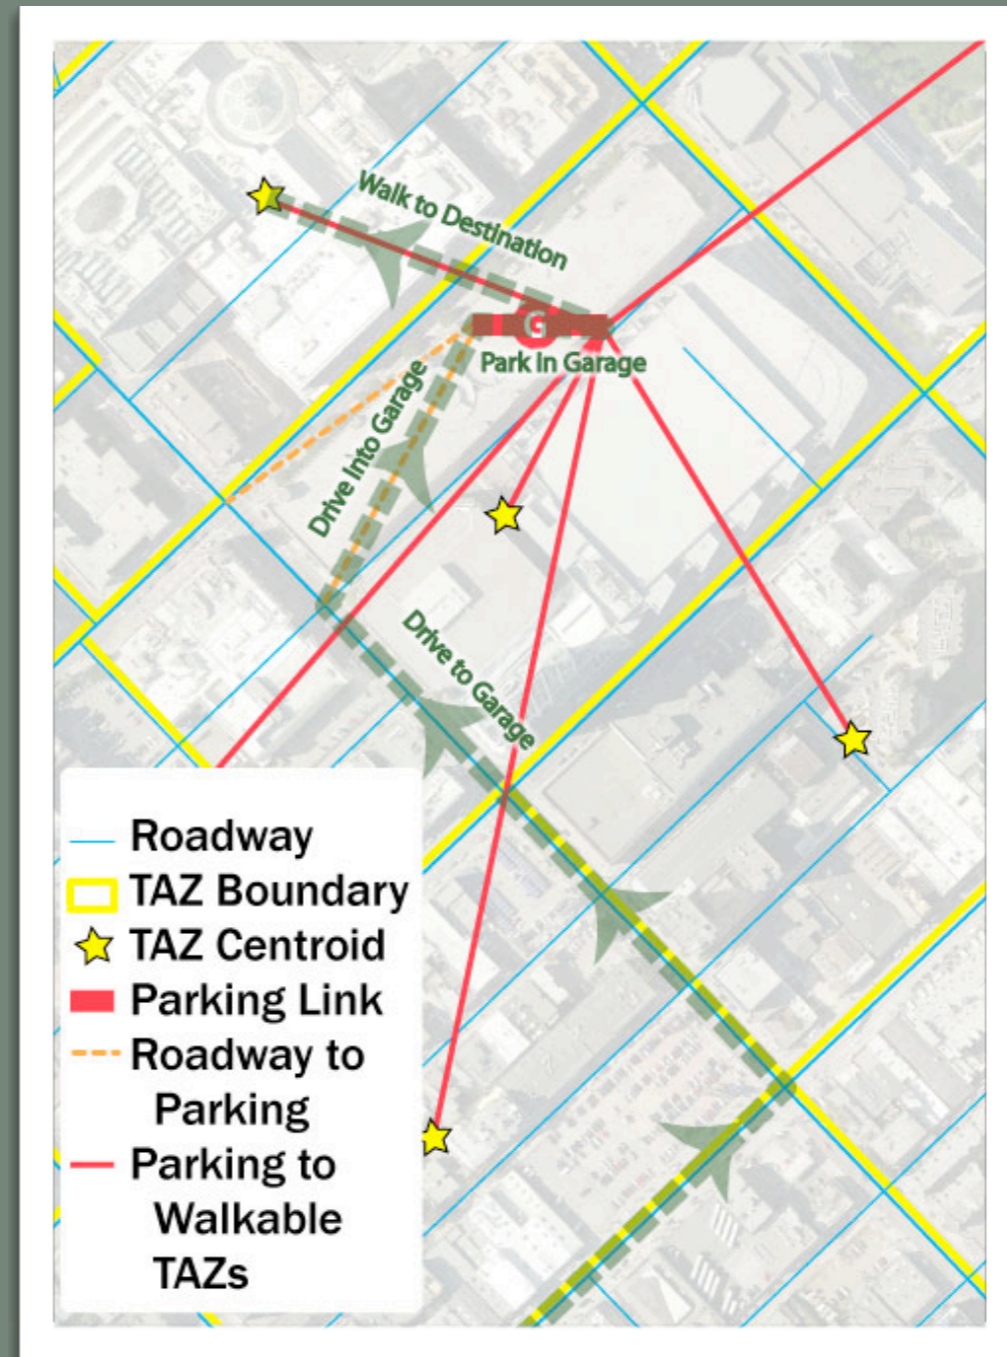 Walk to Destination
G
Park In Garage
Drive Into Garage
Drive to Garage
Roadway
TAZ Boundary
TAZ Centroid
Parking Link
Roadway to
Parking
Parking to
Walkable
TAZs